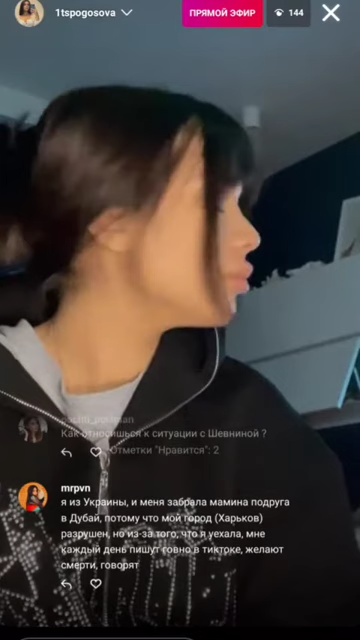 1tspogosova
ПРЯМОЙ ЭФИР
144
Как относишься к ситуации с Шевниной ?
Отметки "Нравится": 2
mrpvn
я из Украины, и меня забрала мамина подруга
в Дубай, потому что мой город (Харьков)
разрушен, но из-за того, что я уехала, мне
каждый день пишут говно в тиктоке, желают
смерти, говорят